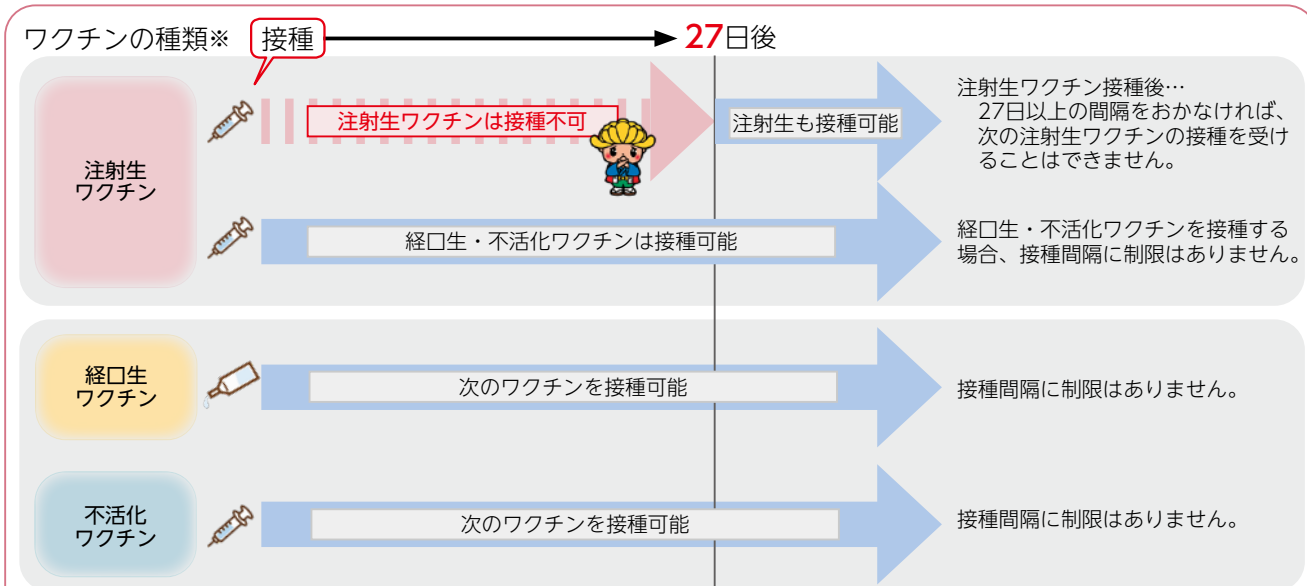 ワクチンの種類※ 接種 27日後
注射生
ワクチン
注射生ワクチンは接種不可
注射生も接種可能
注射生ワクチン接種後…
27日以上の間隔をおかなければ、
次の注射生ワクチンの接種を受け
ることはできません。
経口生・不活化ワクチンは接種可能
経口生・不活化ワクチンを接種する
場合、接種間隔に制限はありません。
経口生
ワクチン
次のワクチンを接種可能
接種間隔に制限はありません。
不活化
ワクチン
次のワクチンを接種可能
接種間隔に制限はありません。